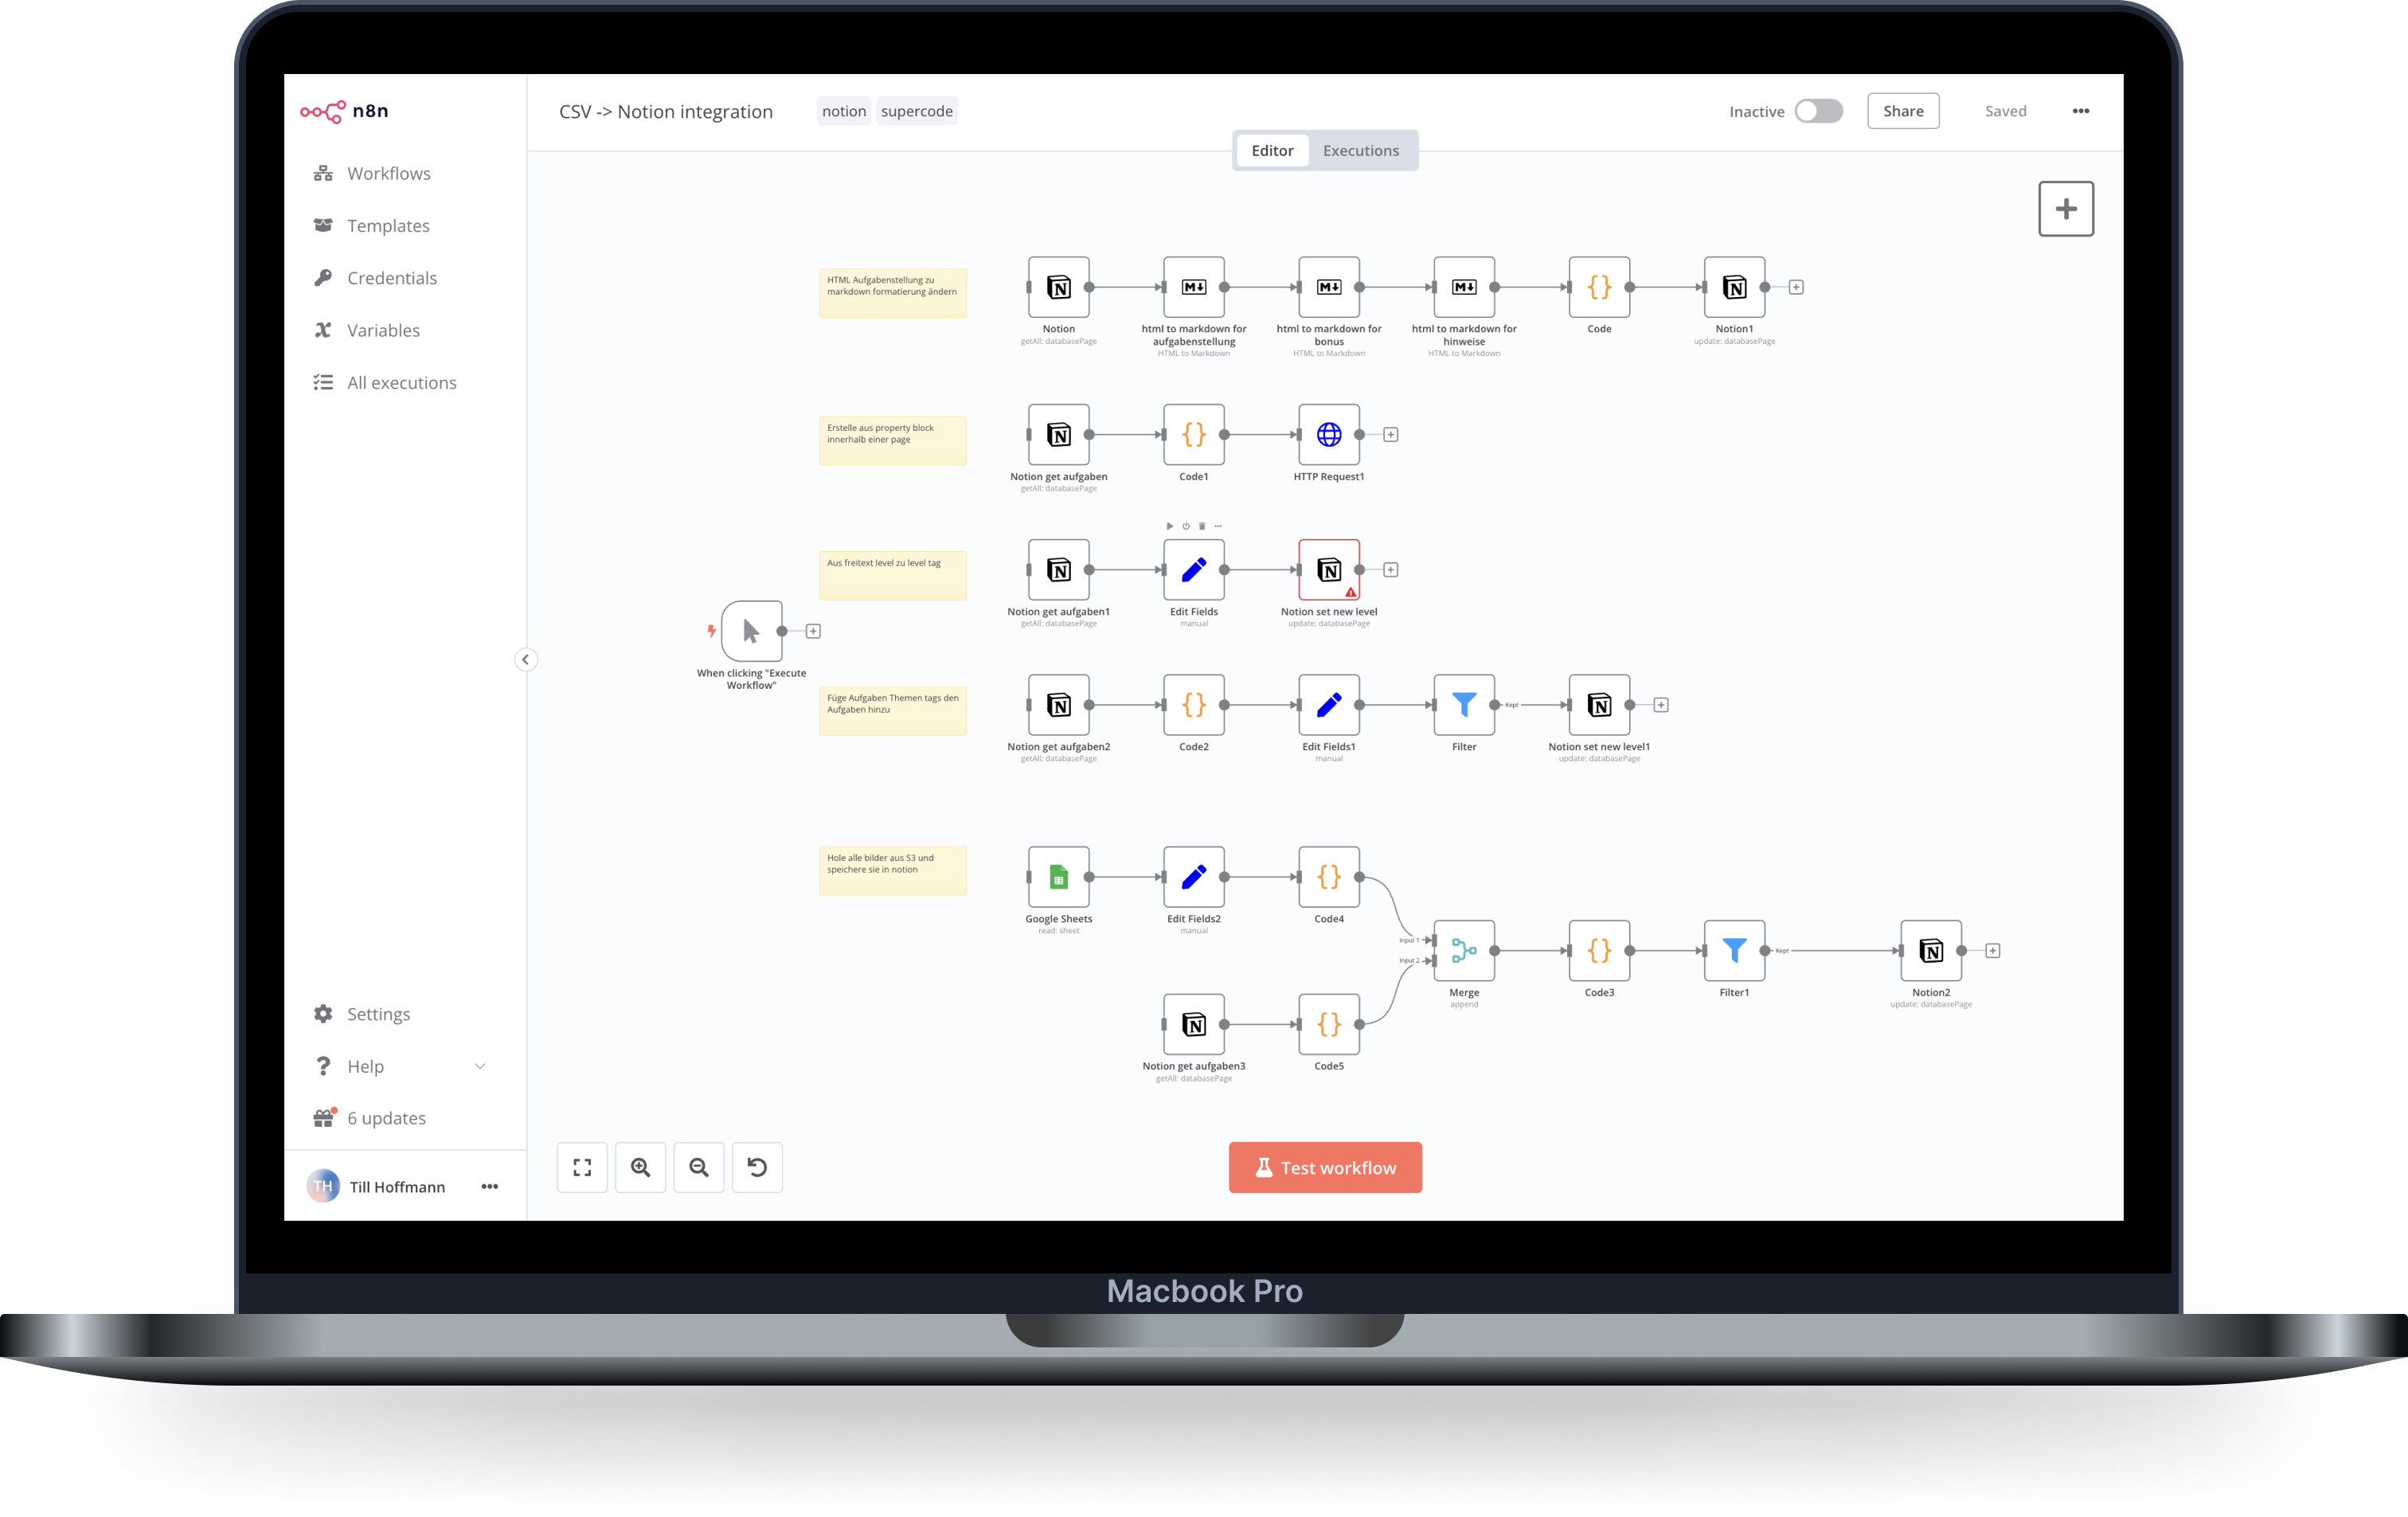 n8n
CSV -> Notion integration
notion
supercode
Inactive
Share
Saved
Editor
Executions
Workflows
Templates
Credentials
Variables
All executions
HTML Aufgabenstellung zu
markdown formatierung ändern
Notion
getAll: databasePage
html to markdown for
aufgabenstellung
HTML to Markdown
html to markdown for
bonus
HTML to Markdown
html to markdown for
hinweise
HTML to Markdown
Code
Notion1
update: databasePage
Erstelle aus property block
innerhalb einer page
Notion get aufgaben
getAll: databasePage
Code1
HTTP Request1
Aus freitext level zu level tag
Notion get aufgaben1
getAll: databasePage
Edit Fields
manual
Notion set new level
update: databasePage
When clicking "Execute
Workflow"
Füge Aufgaben Themen tags den
Aufgaben hinzu
Notion get aufgaben2
getAll: databasePage
Code2
Edit Fields1
manual
Filter
Kept
Notion set new level1
update: databasePage
Hole alle bilder aus S3 und
speichere sie in notion
Google Sheets
read: sheet
Edit Fields2
manual
Code4
Input 1
Input 2
Merge
append
Code3
Filter1
Kept
Notion2
update: databasePage
Notion get aufgaben3
getAll: databasePage
Code5
Settings
Help
6 updates
TH
Till Hoffmann
Test workflow
Macbook Pro